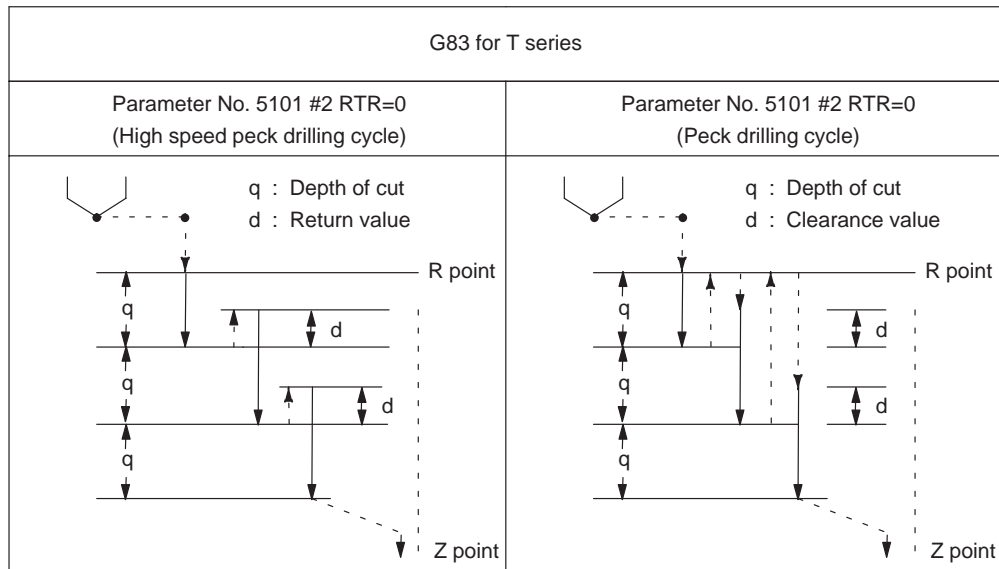 G83 for T series
Parameter No. 5101 #2 RTR=0
(High speed peck drilling cycle)
q : Depth of cut
d : Return value
R point
q
d
q
d
q
Z point
Parameter No. 5101 #2 RTR=0
(Peck drilling cycle)
q : Depth of cut
d : Clearance value
R point
q
d
q
d
q
Z point